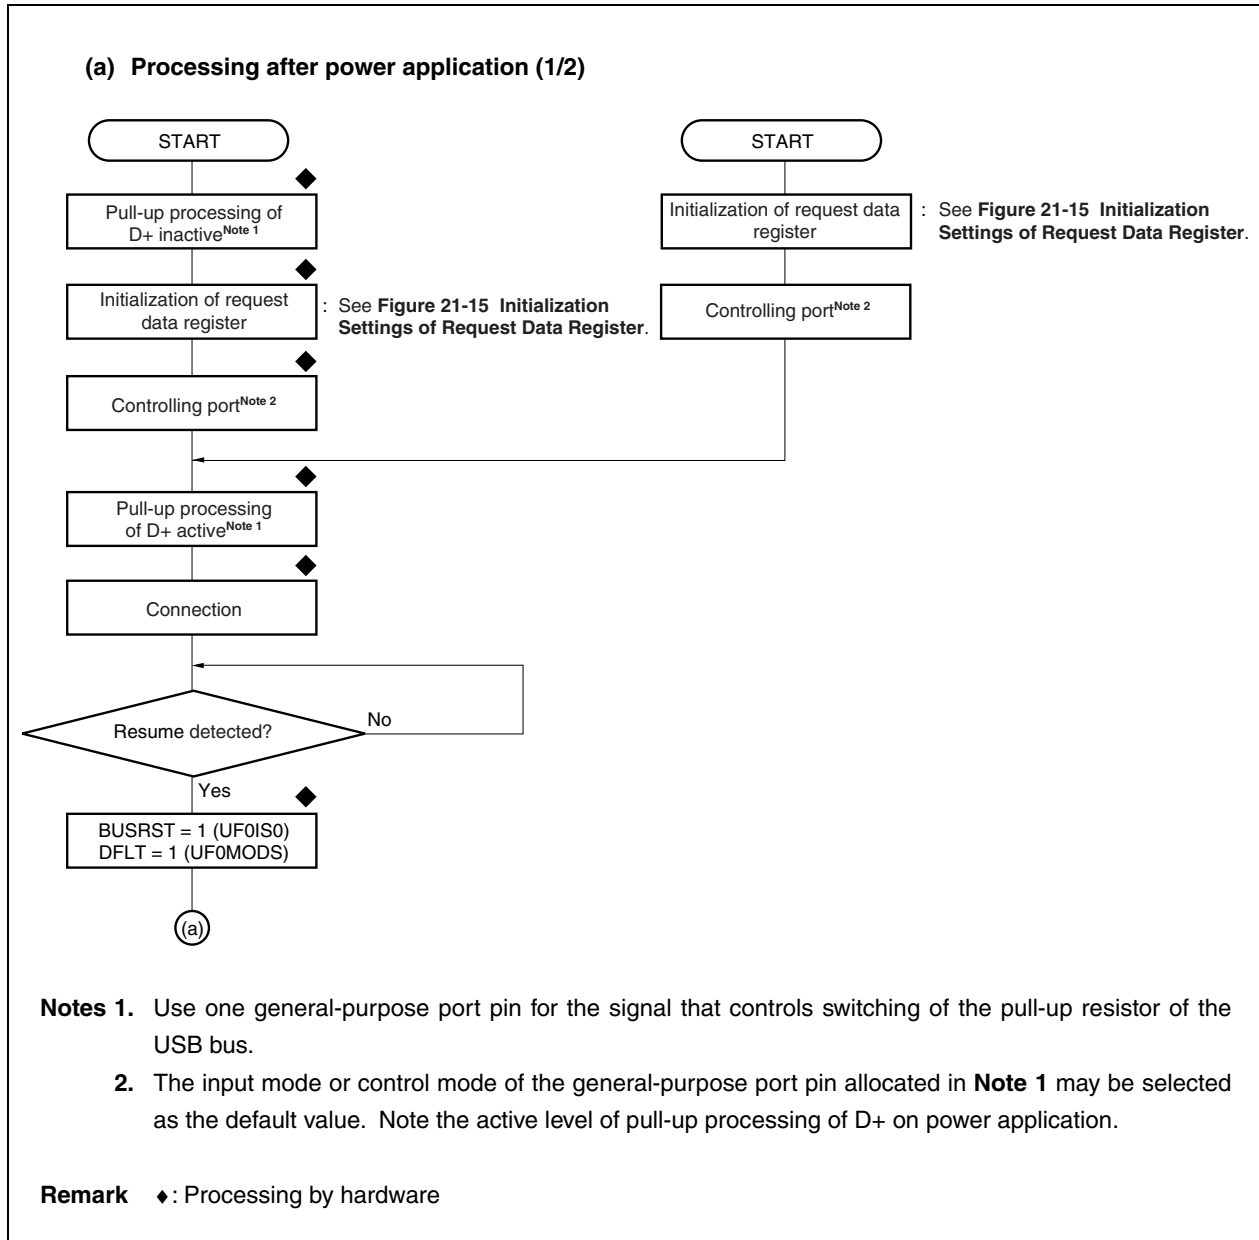 (a) Processing after power application (1/2)
START
Pull-up processing of
D+ inactiveNote 1
Initialization of request
data register
: See Figure 21-15 Initialization
Settings of Request Data Register.
Controlling portNote 2
START
Initialization of request data
register
: See Figure 21-15 Initialization
Settings of Request Data Register.
Controlling portNote 2
Pull-up processing
of D+ activeNote 1
Connection
Resume detected?
No
Yes
BUSRST = 1 (UF0IS0)
DFLT = 1 (UF0MODS)
(a)
Notes 1. Use one general-purpose port pin for the signal that controls switching of the pull-up resistor of the
USB bus.
2. The input mode or control mode of the general-purpose port pin allocated in Note 1 may be selected
as the default value. Note the active level of pull-up processing of D+ on power application.
Remark ♦: Processing by hardware